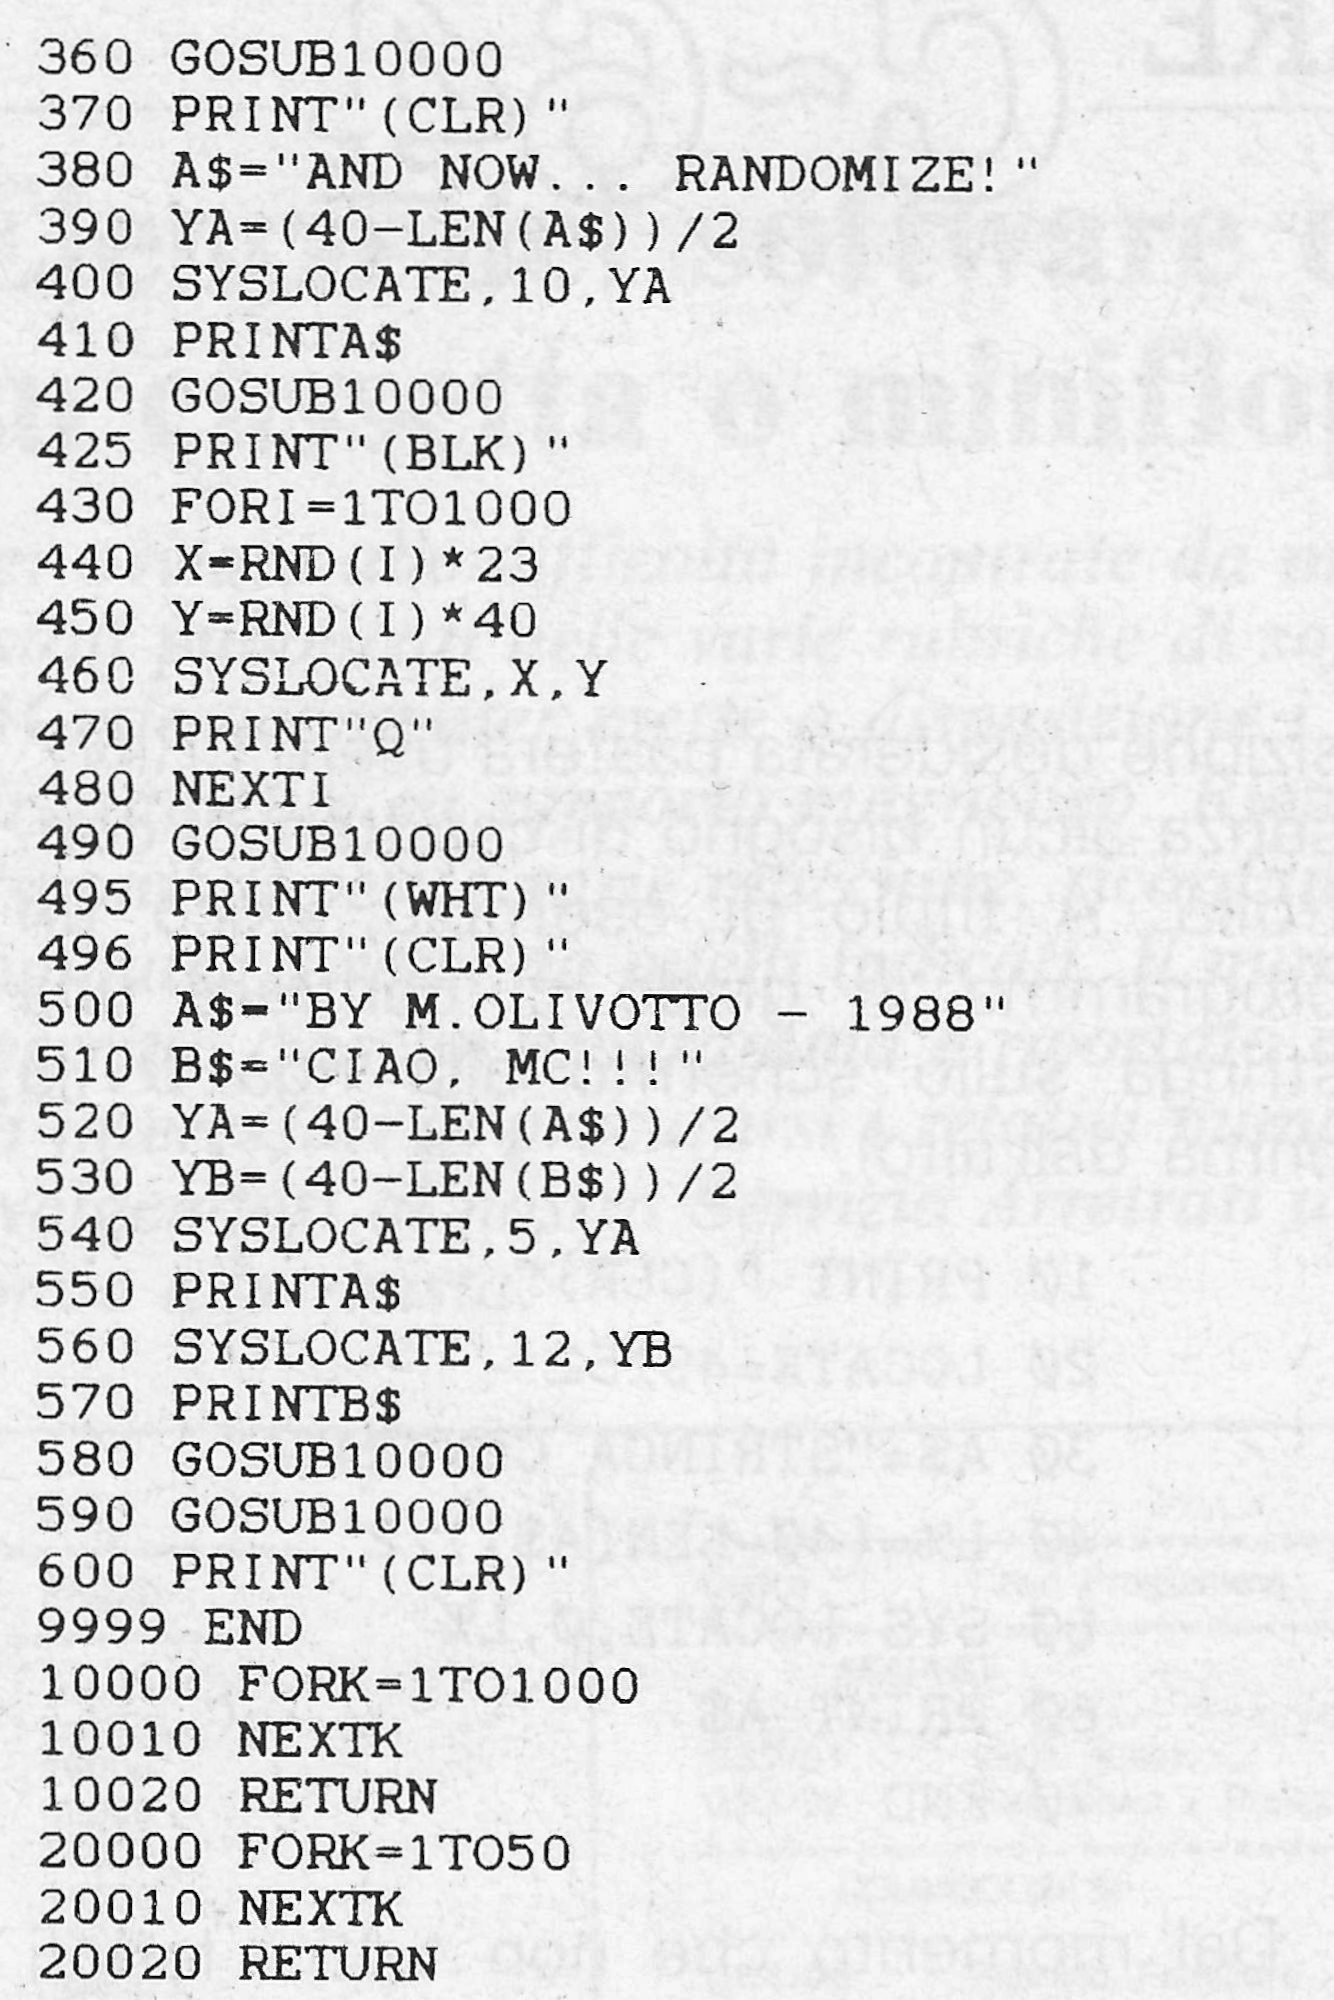 360 GOSUB10000
370 PRINT"(CLR)"
380 A$="AND NOW... RANDOMIZE!"
390 YA=(40-LEN(A$))/2
400 SYSLOCATE,10,YA
410 PRINTA$
420 GOSUB10000
425 PRINT"(BLK)"
430 FORI=1TO1000
440 X=RND(I)*23
450 Y=RND(I)*40
460 SYSLOCATE,X,Y
470 PRINT"Q"
480 NEXTI
490 GOSUB10000
495 PRINT"(WHT)"
496 PRINT"(CLR)"
500 A$="BY M.OLIVOTTO - 1988"
510 B$="CIAO, MC!!!"
520 YA=(40-LEN(A$))/2
530 YB=(40-LEN(B$))/2
540 SYSLOCATE,5,YA
550 PRINTA$
560 SYSLOCATE,12,YB
570 PRINTB$
580 GOSUB10000
590 GOSUB10000
600 PRINT"(CLR)"
9999 END
10000 FORK=1TO1000
10010 NEXTK
10020 RETURN
20000 FORK=1TO50
20010 NEXTK
20020 RETURN